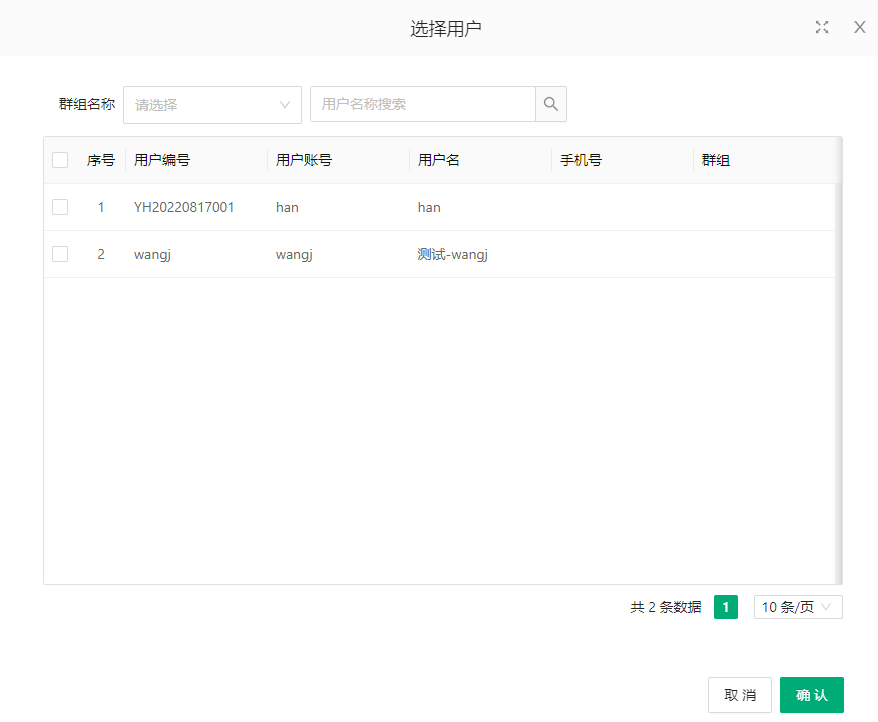 选择用户
群组名称 请选择 用户名称搜索
序号 用户编号 用户账号 用户名 手机号 群组
1 YH20220817001 han han
2 wangj wangj 测试-wangj
共 2 条数据 1 10 条/页
取 消 确 认